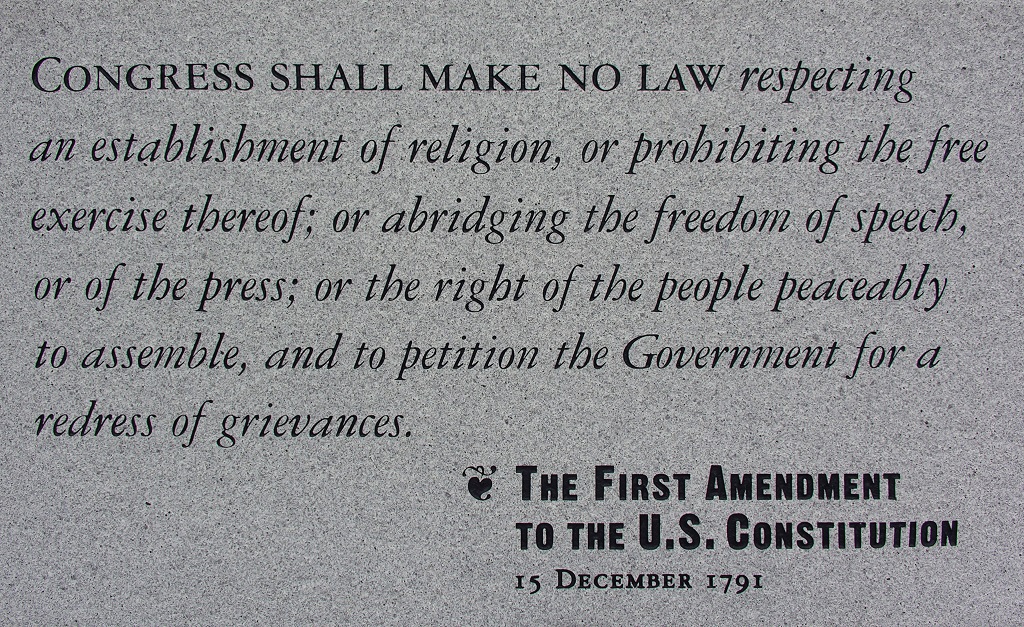 CONGRESS SHALL MAKE NO LAW respecting
an establishment of religion, or prohibiting the free
exercise thereof; or abridging the freedom of speech,
or of the press; or the right of the people peaceably
to assemble, and to petition the Government for a
redress of grievances.
❦ THE FIRST AMENDMENT
TO THE U.S. CONSTITUTION
15 DECEMBER 1791